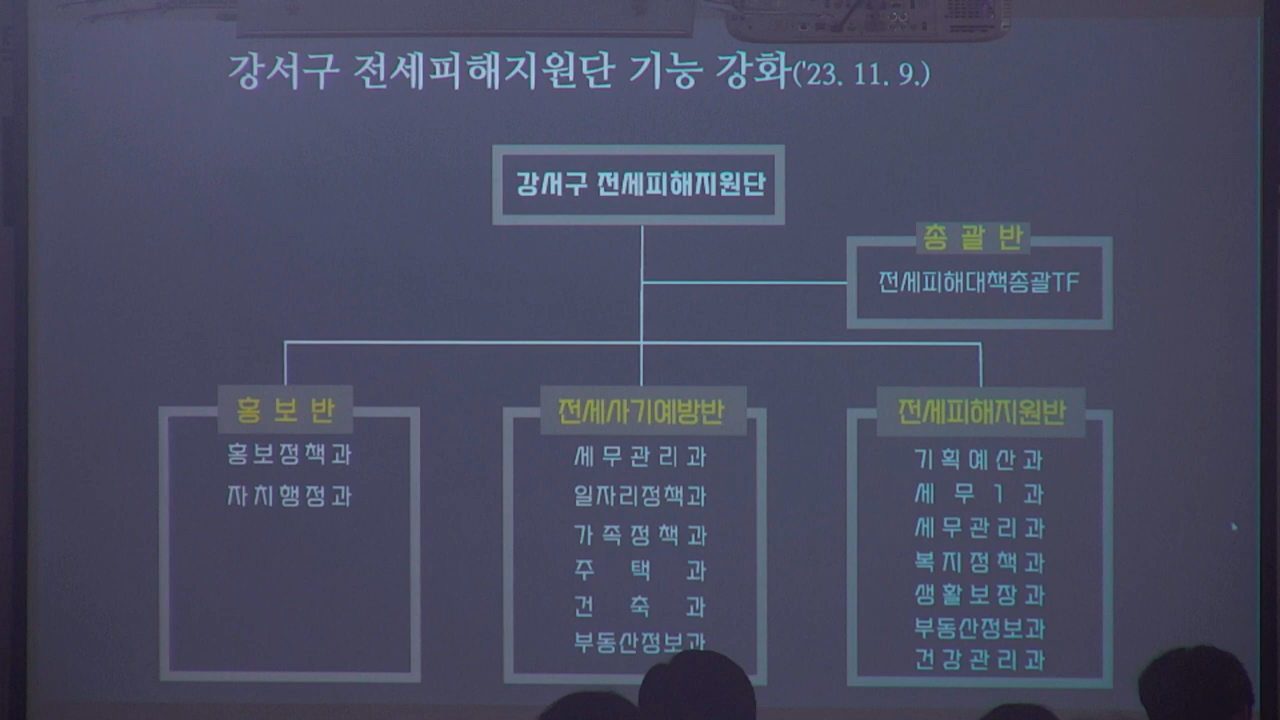 강서구 전세피해지원단 기능 강화('23. 11. 9.)
강서구 전세피해지원단
총괄반
전세피해대책총괄TF
홍보반
홍보정책과
자치행정과
전세사기예방반
세무관리과
일자리정책과
가족정책과
주택과
건축과
부동산정보과
전세피해지원반
기획예산과
세무1과
세무관리과
복지정책과
생활보장과
부동산정보과
건강관리과